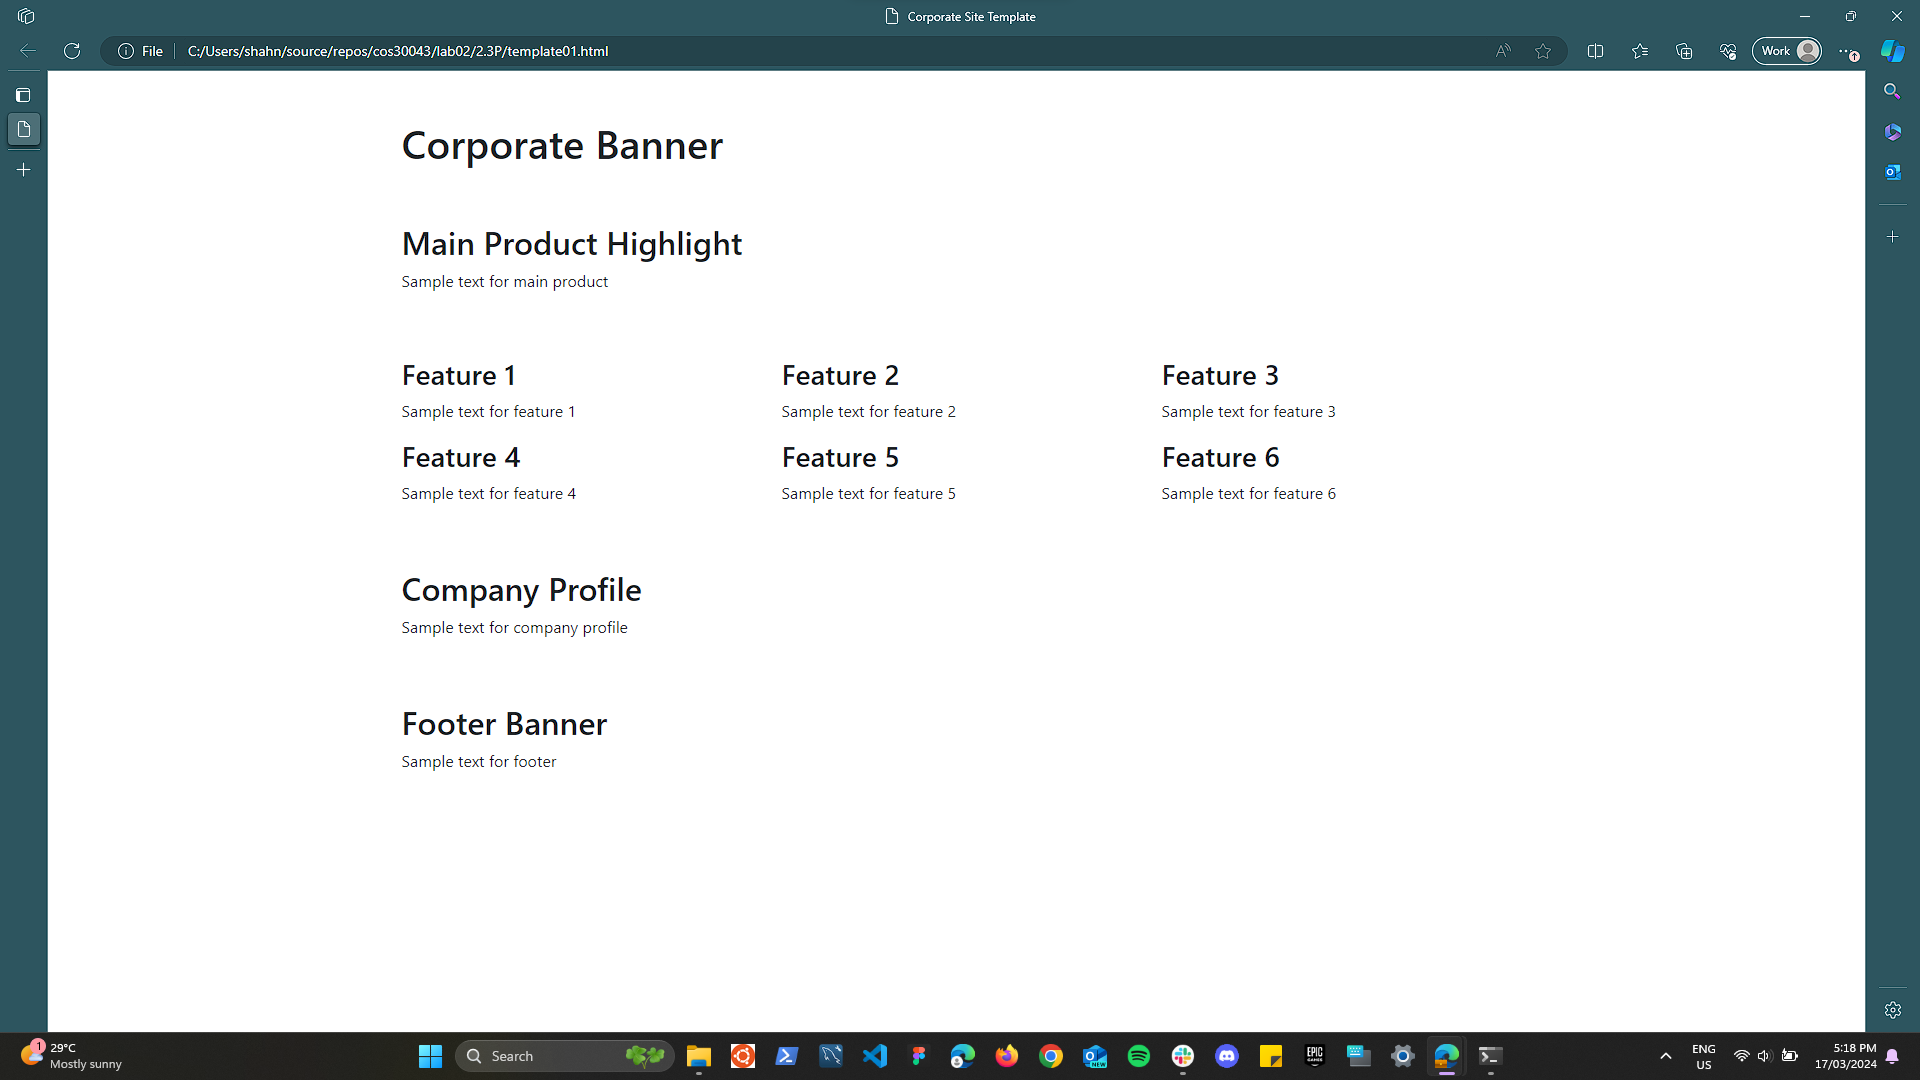 Corporate Site Template
File
C:/Users/shahn/source/repos/cos30043/lab02/2.3P/template01.html
Work
Corporate Banner
Main Product Highlight
Sample text for main product
Feature 1
Sample text for feature 1
Feature 2
Sample text for feature 2
Feature 3
Sample text for feature 3
Feature 4
Sample text for feature 4
Feature 5
Sample text for feature 5
Feature 6
Sample text for feature 6
Company Profile
Sample text for company profile
Footer Banner
Sample text for footer
1
29°C
Mostly sunny
Search
NEW
EPIC
GAMES
ENG
US
5:18 PM
17/03/2024